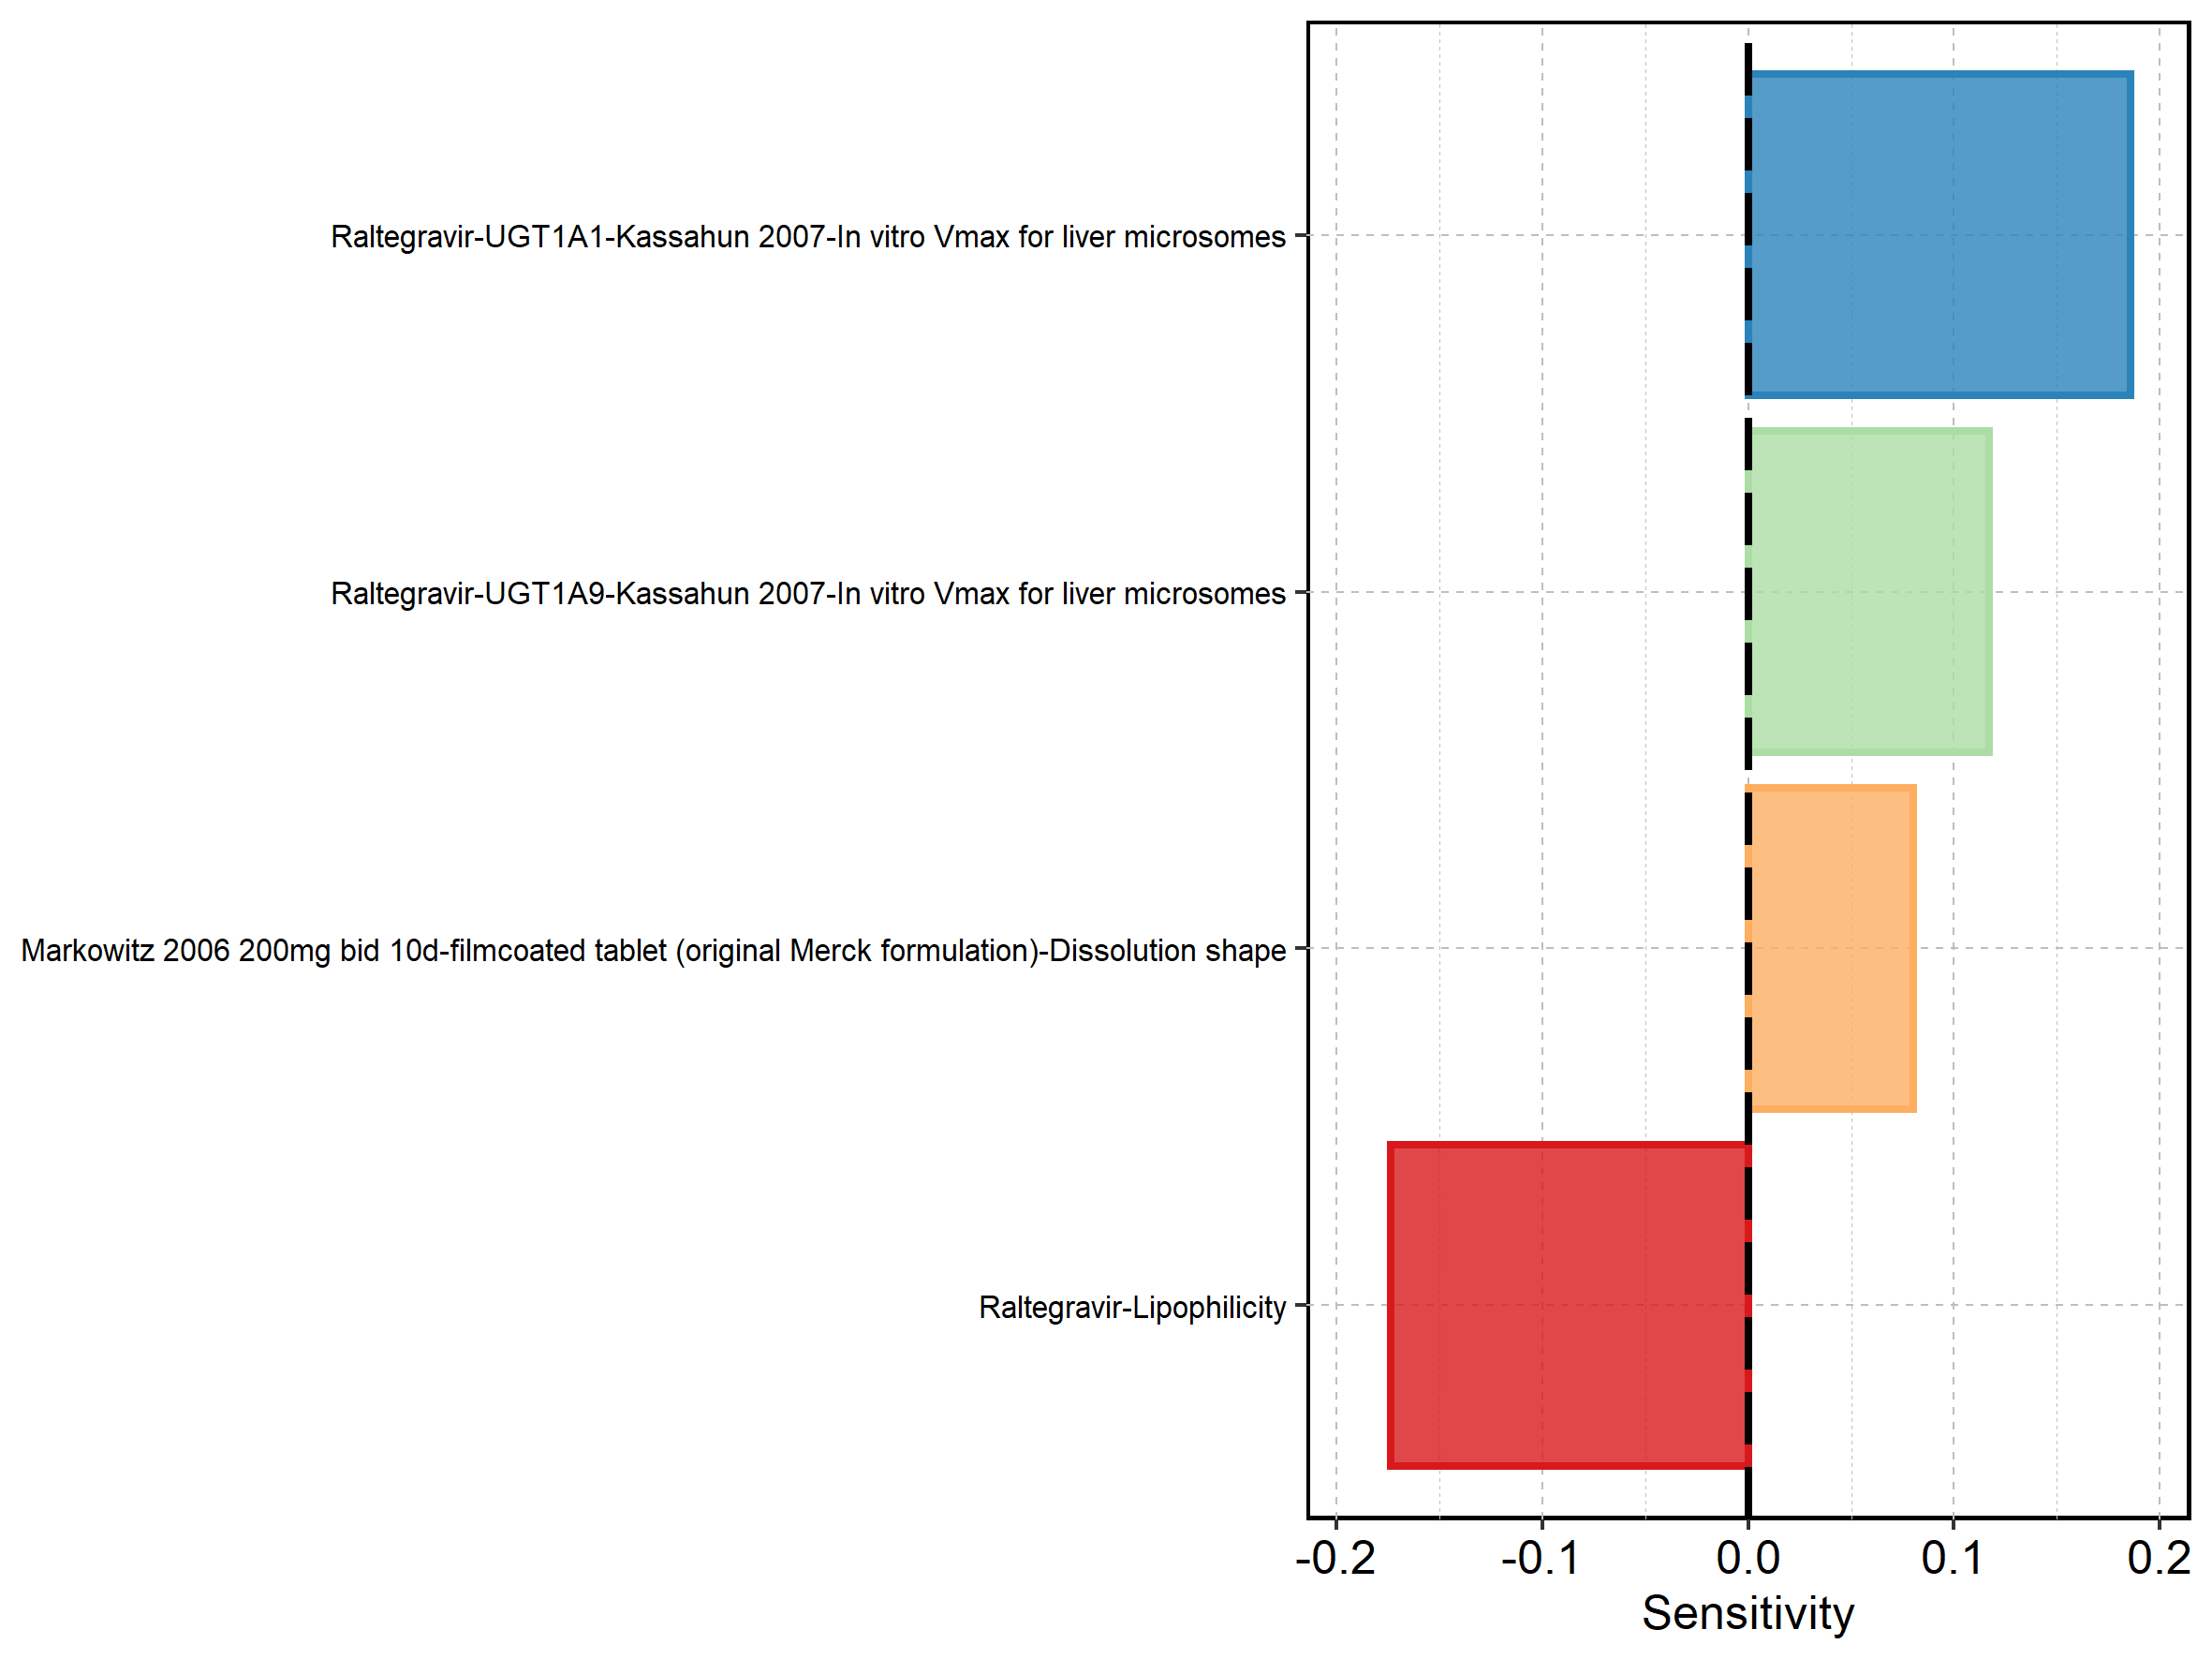 Raltegravir-UGT1A1-Kassahun 2007-In vitro Vmax for liver microsomes
Raltegravir-UGT1A9-Kassahun 2007-In vitro Vmax for liver microsomes
Markowitz 2006 200mg bid 10d-filmcoated tablet (original Merck formulation)-Dissolution shape
Raltegravir-Lipophilicity
-0.2 -0.1 0.0 0.1 0.2
Sensitivity